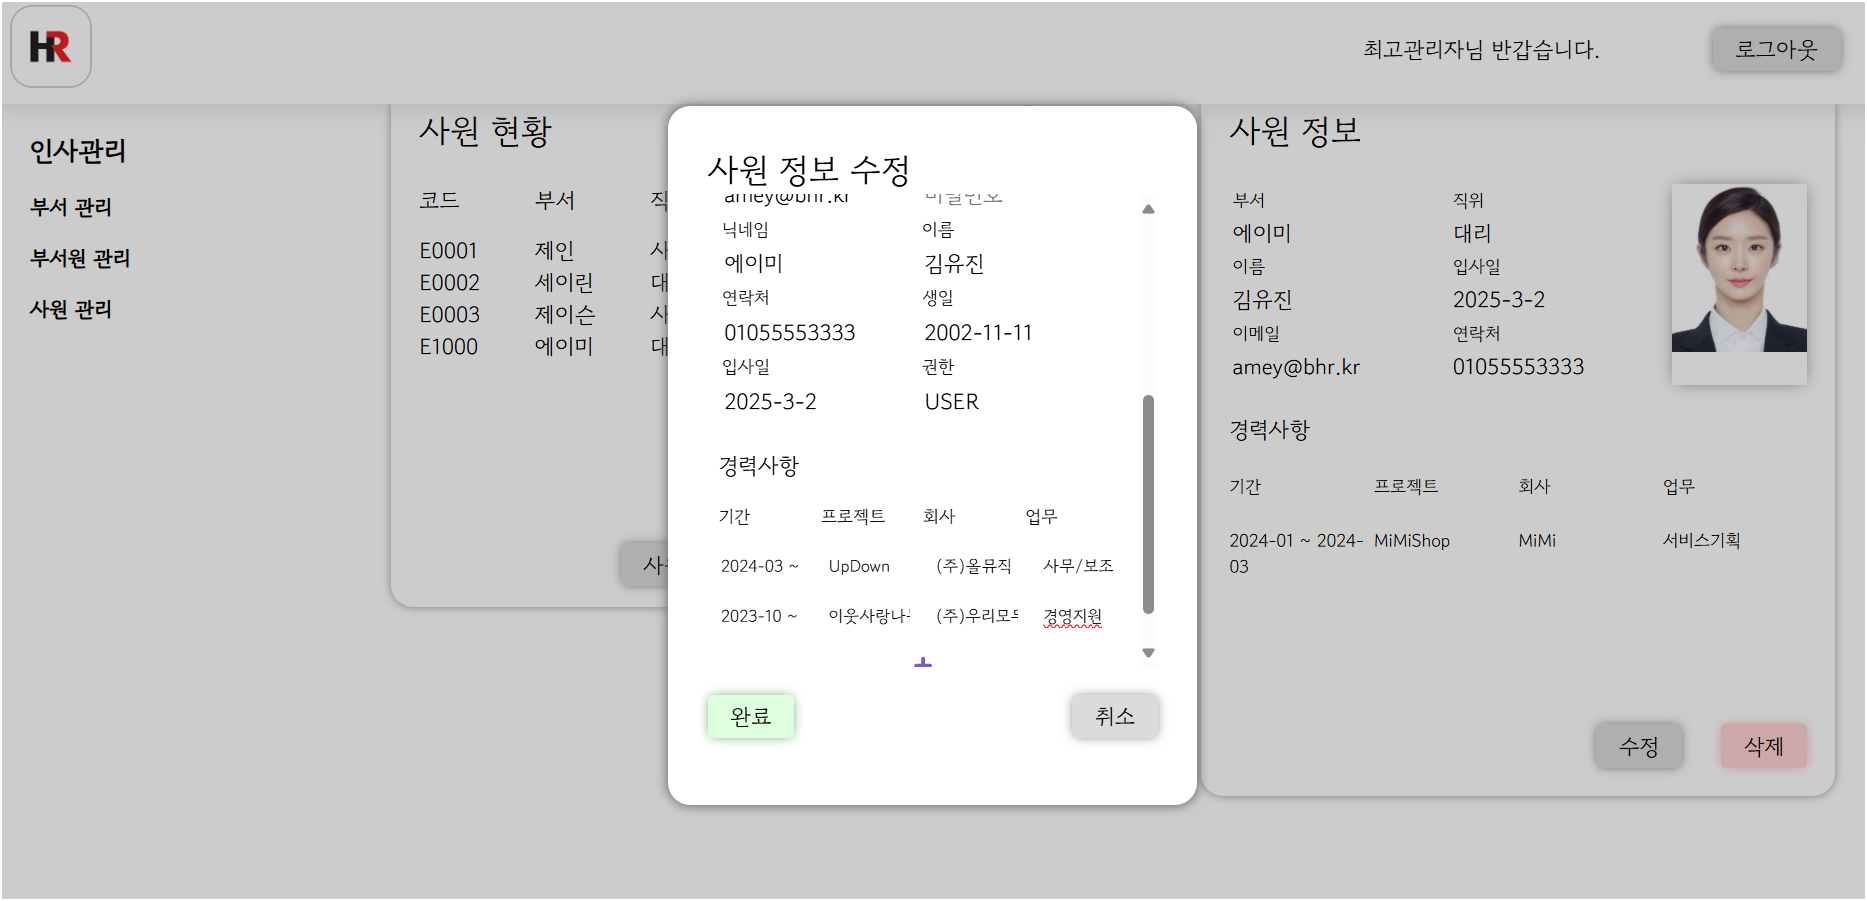 HR
최고관리자님 반갑습니다.
로그아웃
인사관리
부서 관리
부서원 관리
사원 관리
사원 현황
코드 부서
E0001 제인
E0002 세이린
E0003 제이슨
E1000 에이미
사원 정보 수정
amey@bhr.kr 비밀번호
닉네임 이름
에이미 김유진
연락처 생일
01055553333 2002-11-11
입사일 권한
2025-3-2 USER
경력사항
기간 프로젝트 회사 업무
2024-03 ~ UpDown (주)올뮤직 사무/보조
2023-10 ~ 이웃사랑나 (주)우리모 경영지원
+
완료 취소
사원 정보
부서 직위
에이미 대리
이름 입사일
김유진 2025-3-2
이메일 연락처
amey@bhr.kr 01055553333
경력사항
기간 프로젝트 회사 업무
2024-01 ~ 2024- MiMiShop MiMi 서비스기획
03
수정 삭제